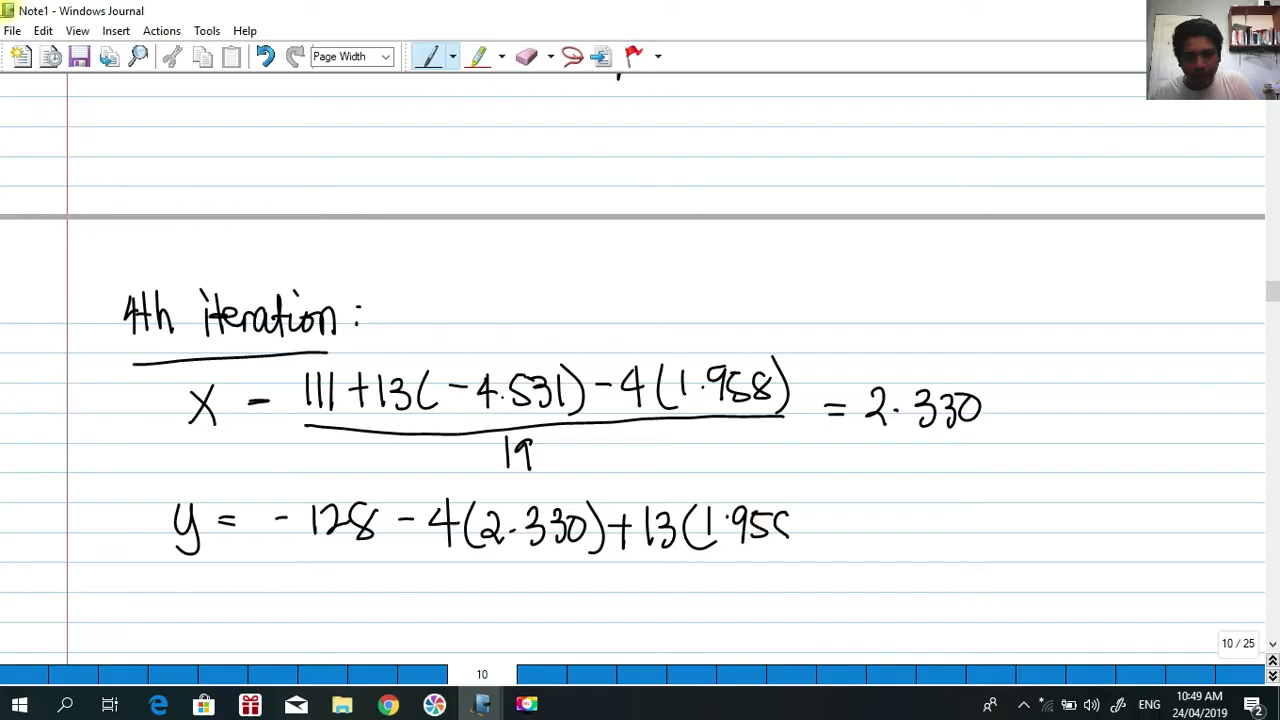 Note1 - Windows Journal
File Edit View Insert Actions Tools Help
Page Width
4th iteration :
X - 111 + 13 ( - 4.531) - 4 (1.958) = 2.330
19
y = - 128 - 4(2.330) + 13 (1.958
10 / 25
10
ENG
10:49 AM
24/04/2019
2